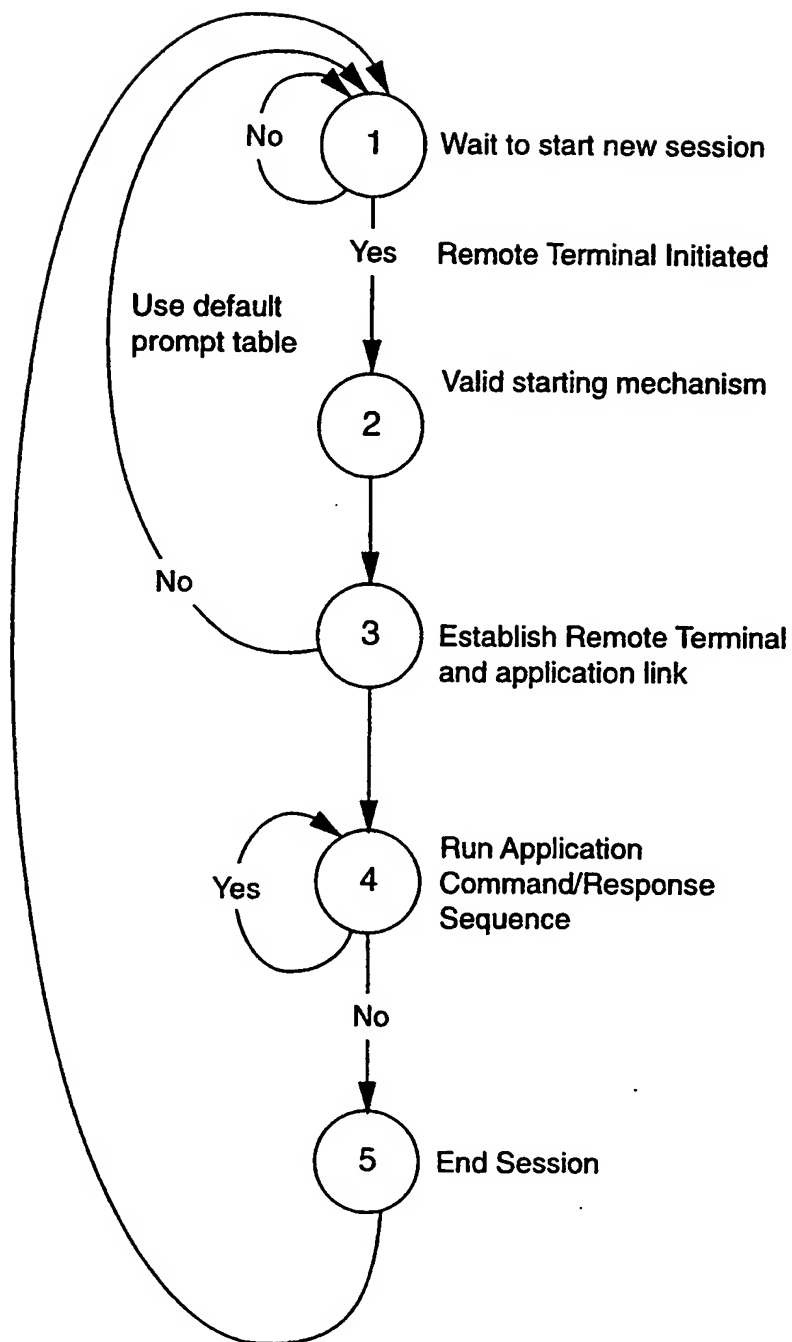 No
1
Wait to start new session
Yes
Remote Terminal Initiated
Use default
prompt table
Valid starting mechanism
2
No
3
Establish Remote Terminal
and application link
Yes
4
Run Application
Command/Response
Sequence
No
5
End Session